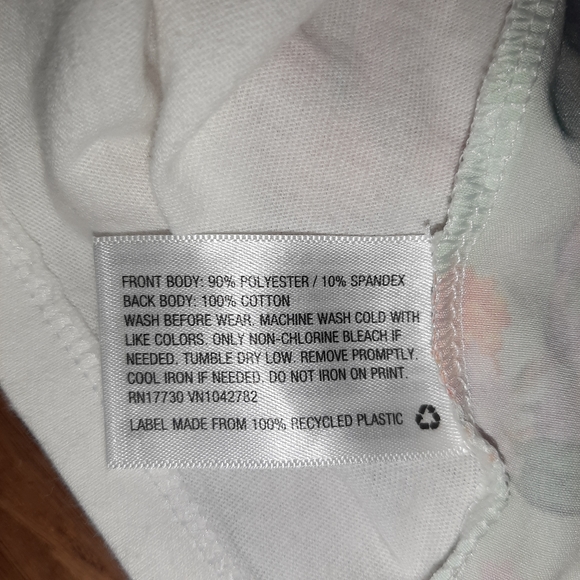 FRONT BODY: 90% POLYESTER / 10% SPANDEX
BACK BODY: 100% COTTON
WASH BEFORE WEAR. MACHINE WASH COLD WITH
LIKE COLORS. ONLY NON-CHLORINE BLEACH IF
NEEDED. TUMBLE DRY LOW. REMOVE PROMPTLY.
COOL IRON IF NEEDED. DO NOT IRON ON PRINT.
RN17730 VN1042782
LABEL MADE FROM 100% RECYCLED PLASTIC